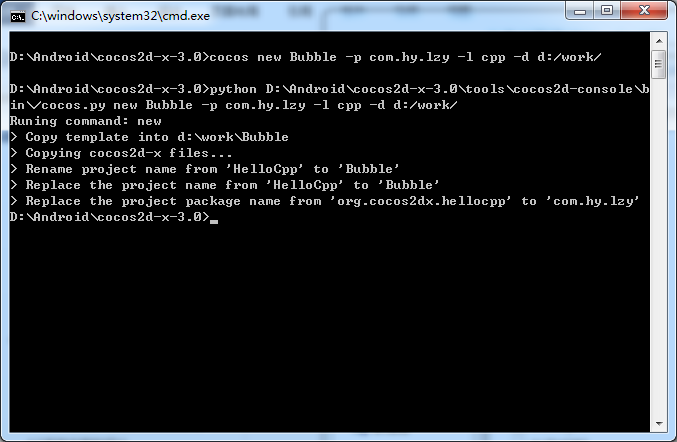 C:\windows\system32\cmd.exe
D:\Android\cocos2d-x-3.0>cocos new Bubble -p com.hy.lzy -l cpp -d d:/work/
D:\Android\cocos2d-x-3.0>python D:\Android\cocos2d-x-3.0\tools\cocos2d-console\b
in\/cocos.py new Bubble -p com.hy.lzy -l cpp -d d:/work/
Runing command: new
> Copy template into d:\work\Bubble
> Copying cocos2d-x files...
> Rename project name from 'HelloCpp' to 'Bubble'
> Replace the project name from 'HelloCpp' to 'Bubble'
> Replace the project package name from 'org.cocos2dx.hellocpp' to 'com.hy.lzy'
D:\Android\cocos2d-x-3.0>